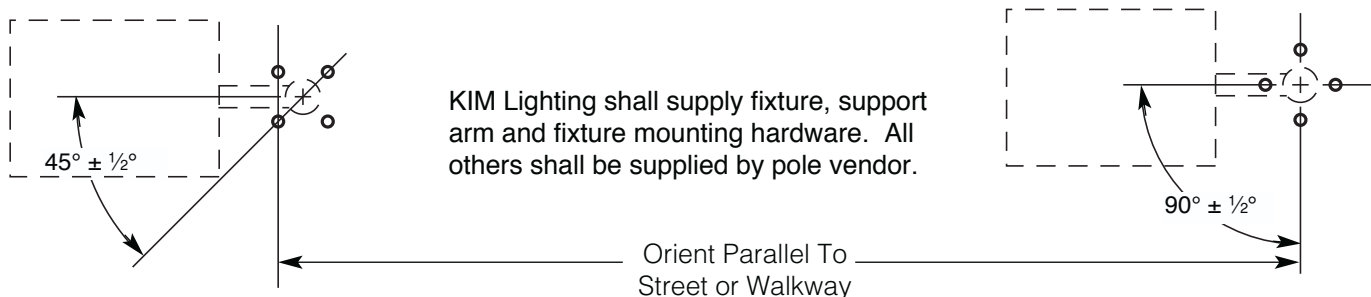 KIM Lighting shall supply fixture, support
arm and fixture mounting hardware. All
others shall be supplied by pole vendor.
45° ± ½°
90° ± ½°
Orient Parallel To
Street or Walkway